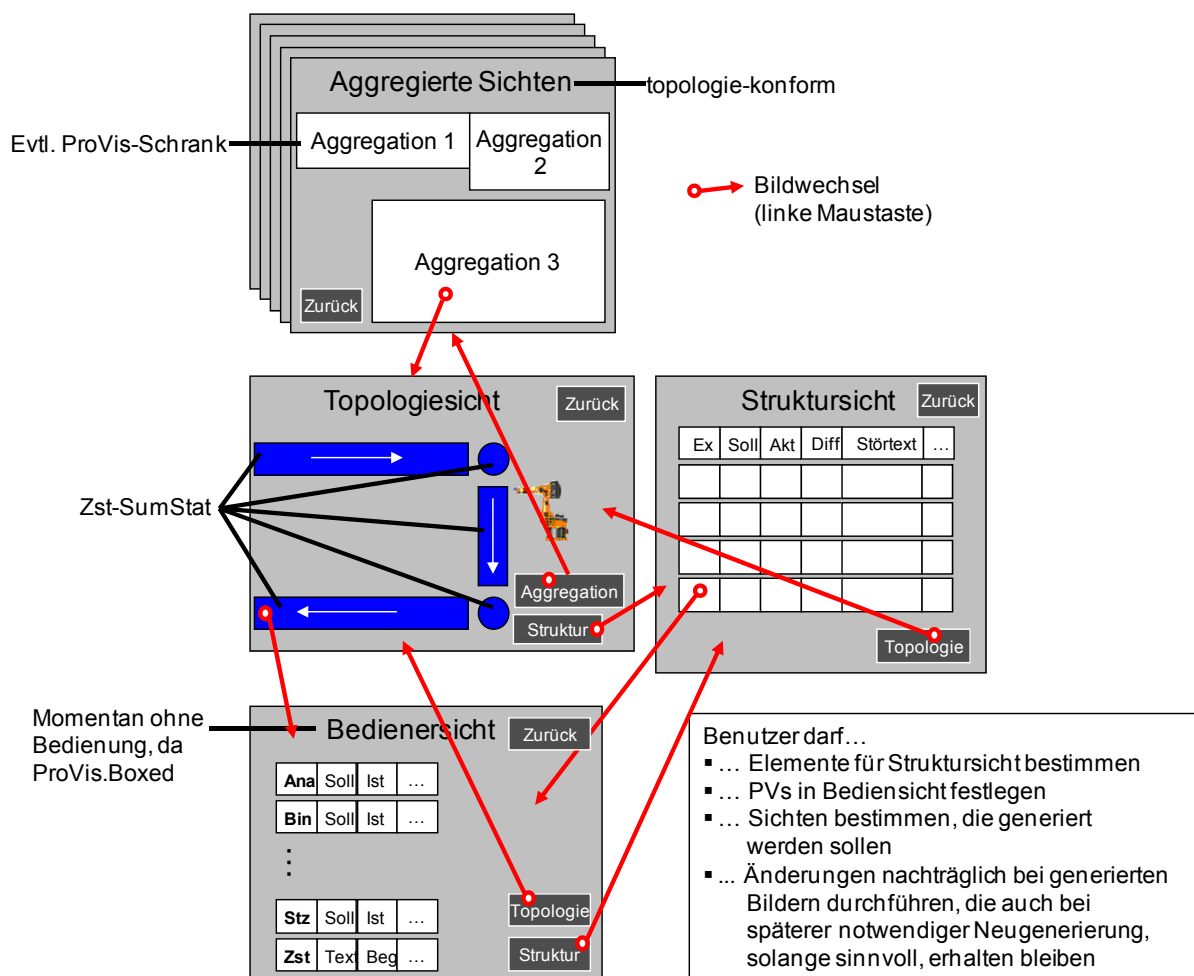 Aggregierte Sichten
topologie-konform
Evtl. ProVis-Schrank
Aggregation 1
Aggregation
2
Bildwechsel
(linke Maustaste)
Aggregation 3
Zurück
Topologiesicht
Zurück
Struktursicht
Zurück
Ex Soll Akt Diff Störtext …
Zst-SumStat
Aggregation
Struktur
Topologie
Momentan ohne
Bedienung, da
ProVis.Boxed
Bedienersicht
Zurück
Ana Soll Ist …
Bin Soll Ist …
⋮
Stz Soll Ist …
Zst Text Beg …
Topologie
Struktur
Benutzer darf…
▪ … Elemente für Struktursicht bestimmen
▪ … PVs in Bediensicht festlegen
▪ … Sichten bestimmen, die generiert
werden sollen
▪ ... Änderungen nachträglich bei generierten
Bildern durchführen, die auch bei
späterer notwendiger Neugenerierung,
solange sinnvoll, erhalten bleiben